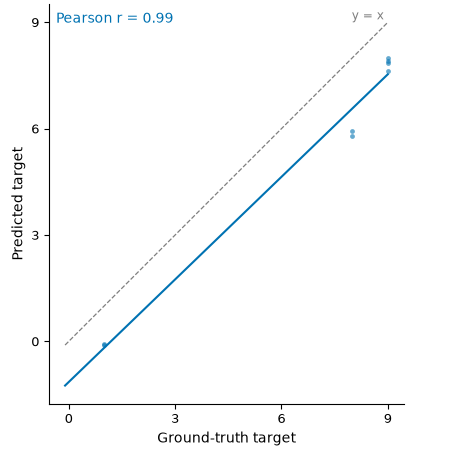 Pearson r = 0.99
y = x
9
6
3
0
Predicted target
0 3 6 9
Ground-truth target